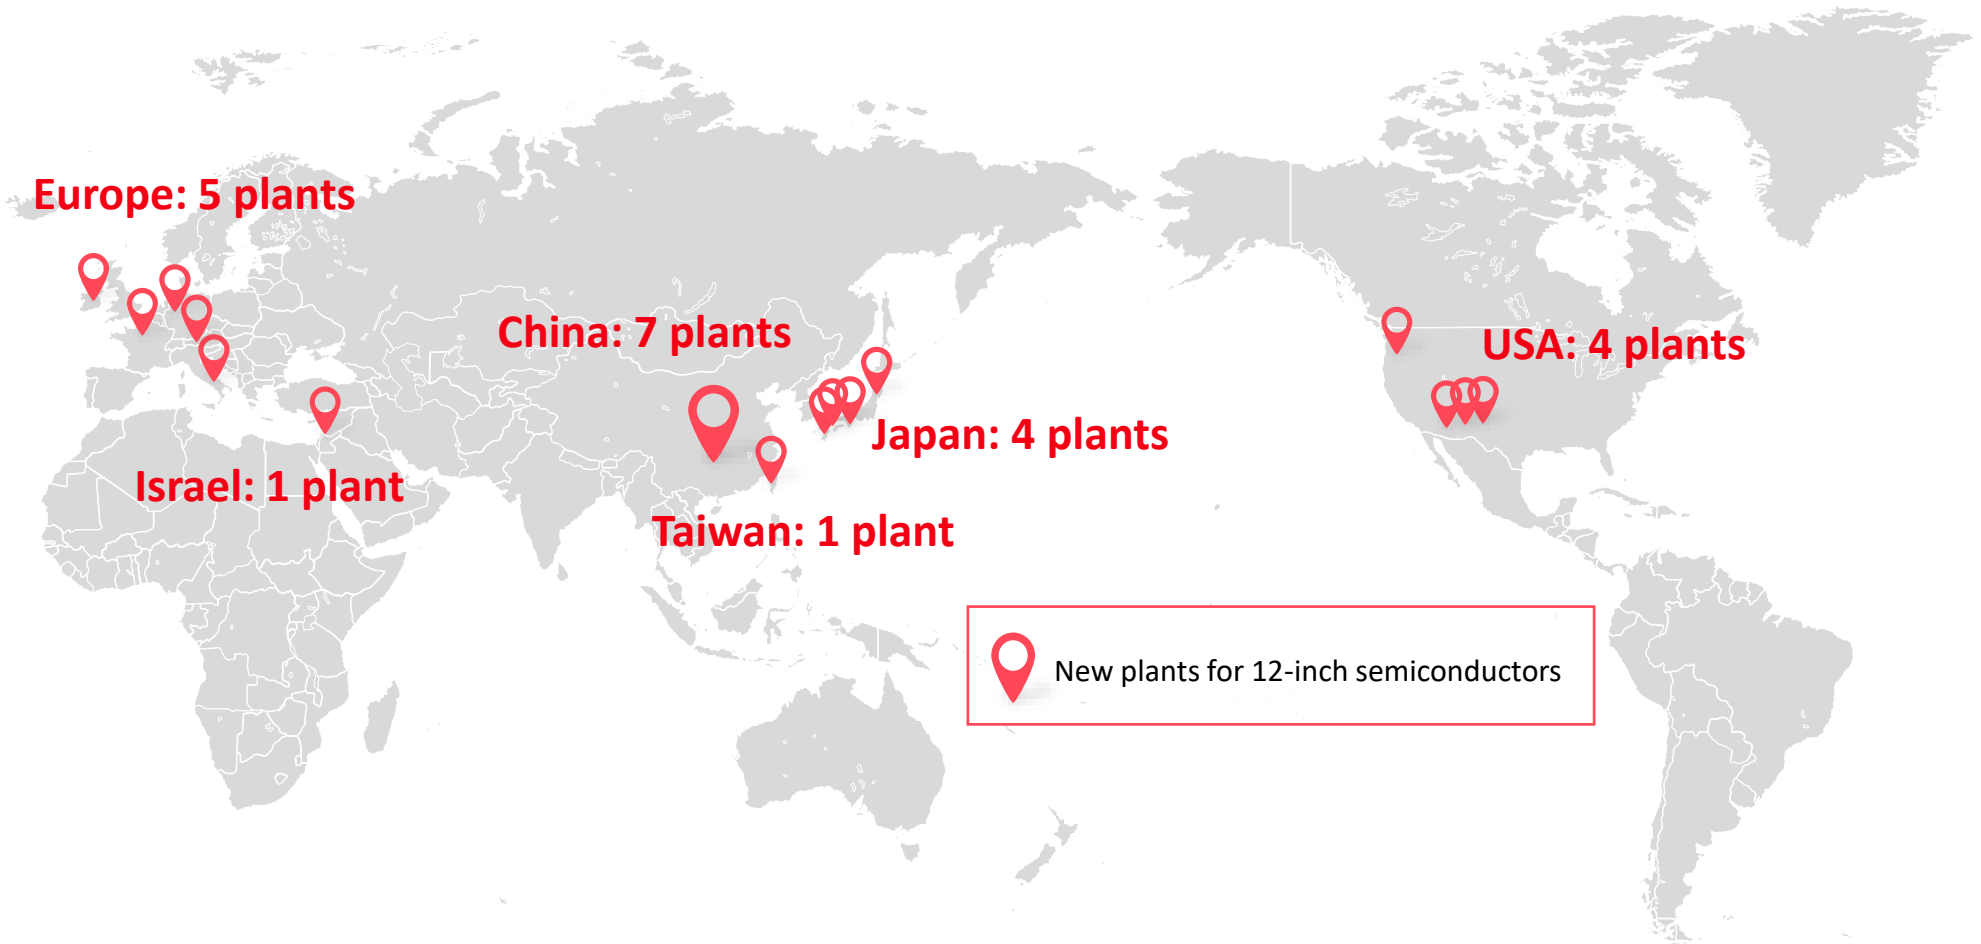 Europe: 5 plants
China: 7 plants
USA: 4 plants
Japan: 4 plants
Israel: 1 plant
Taiwan: 1 plant
New plants for 12-inch semiconductors